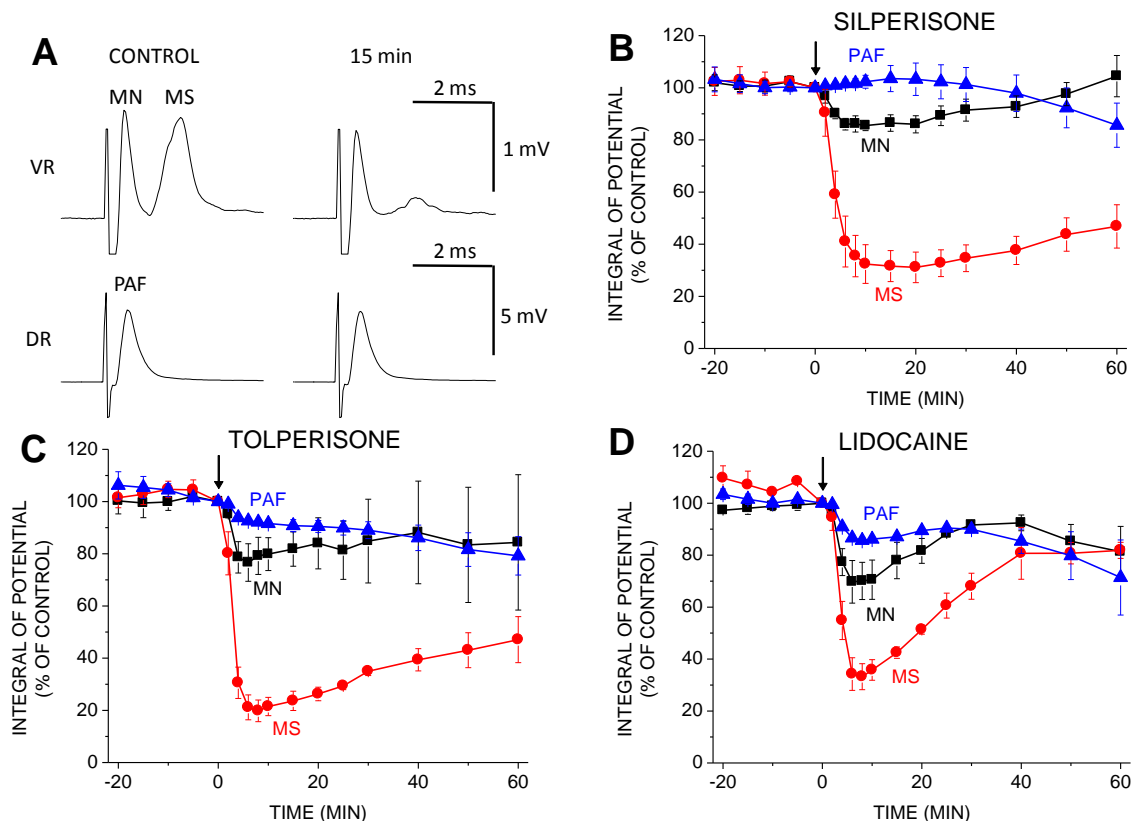 A
CONTROL
15 min
MN
MS
2 ms
1 mV
VR
2 ms
5 mV
PAF
DR
B
SILPERISONE
INTEGRAL OF POTENTIAL
(% OF CONTROL)
120
100
80
60
40
20
0
PAF
MN
MS
-20
0
20
40
60
TIME (MIN)
C
TOLPERISONE
INTEGRAL OF POTENTIAL
(% OF CONTROL)
120
100
80
60
40
20
0
PAF
MN
MS
-20
0
20
40
60
TIME (MIN)
D
LIDOCAINE
INTEGRAL OF POTENTIAL
(% OF CONTROL)
120
100
80
60
40
20
0
PAF
MN
MS
-20
0
20
40
60
TIME (MIN)